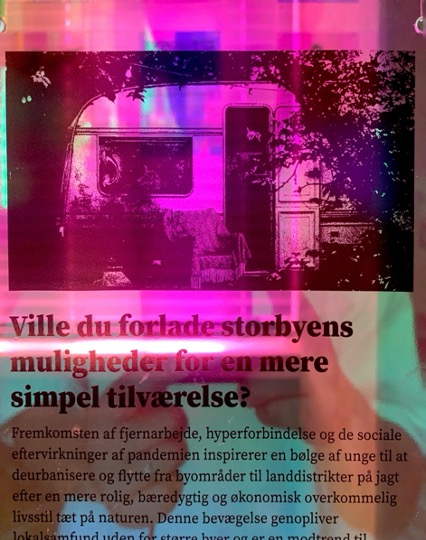 Ville du forlade storbyens
muligheder for en mere
simpel tilværelse?
Fremkomsten af fjernarbejde, hyperforbindelse og de sociale
eftervirkninger af pandemien inspirerer en bølge af unge til at
deurbanisere og flytte fra byområder til landdistrikter på jagt
efter en mere rolig, bæredygtig og økonomisk overkommelig
livsstil tæt på naturen. Denne bevægelse genopliver
lokalsamfund uden for større byer og er en modtrend til